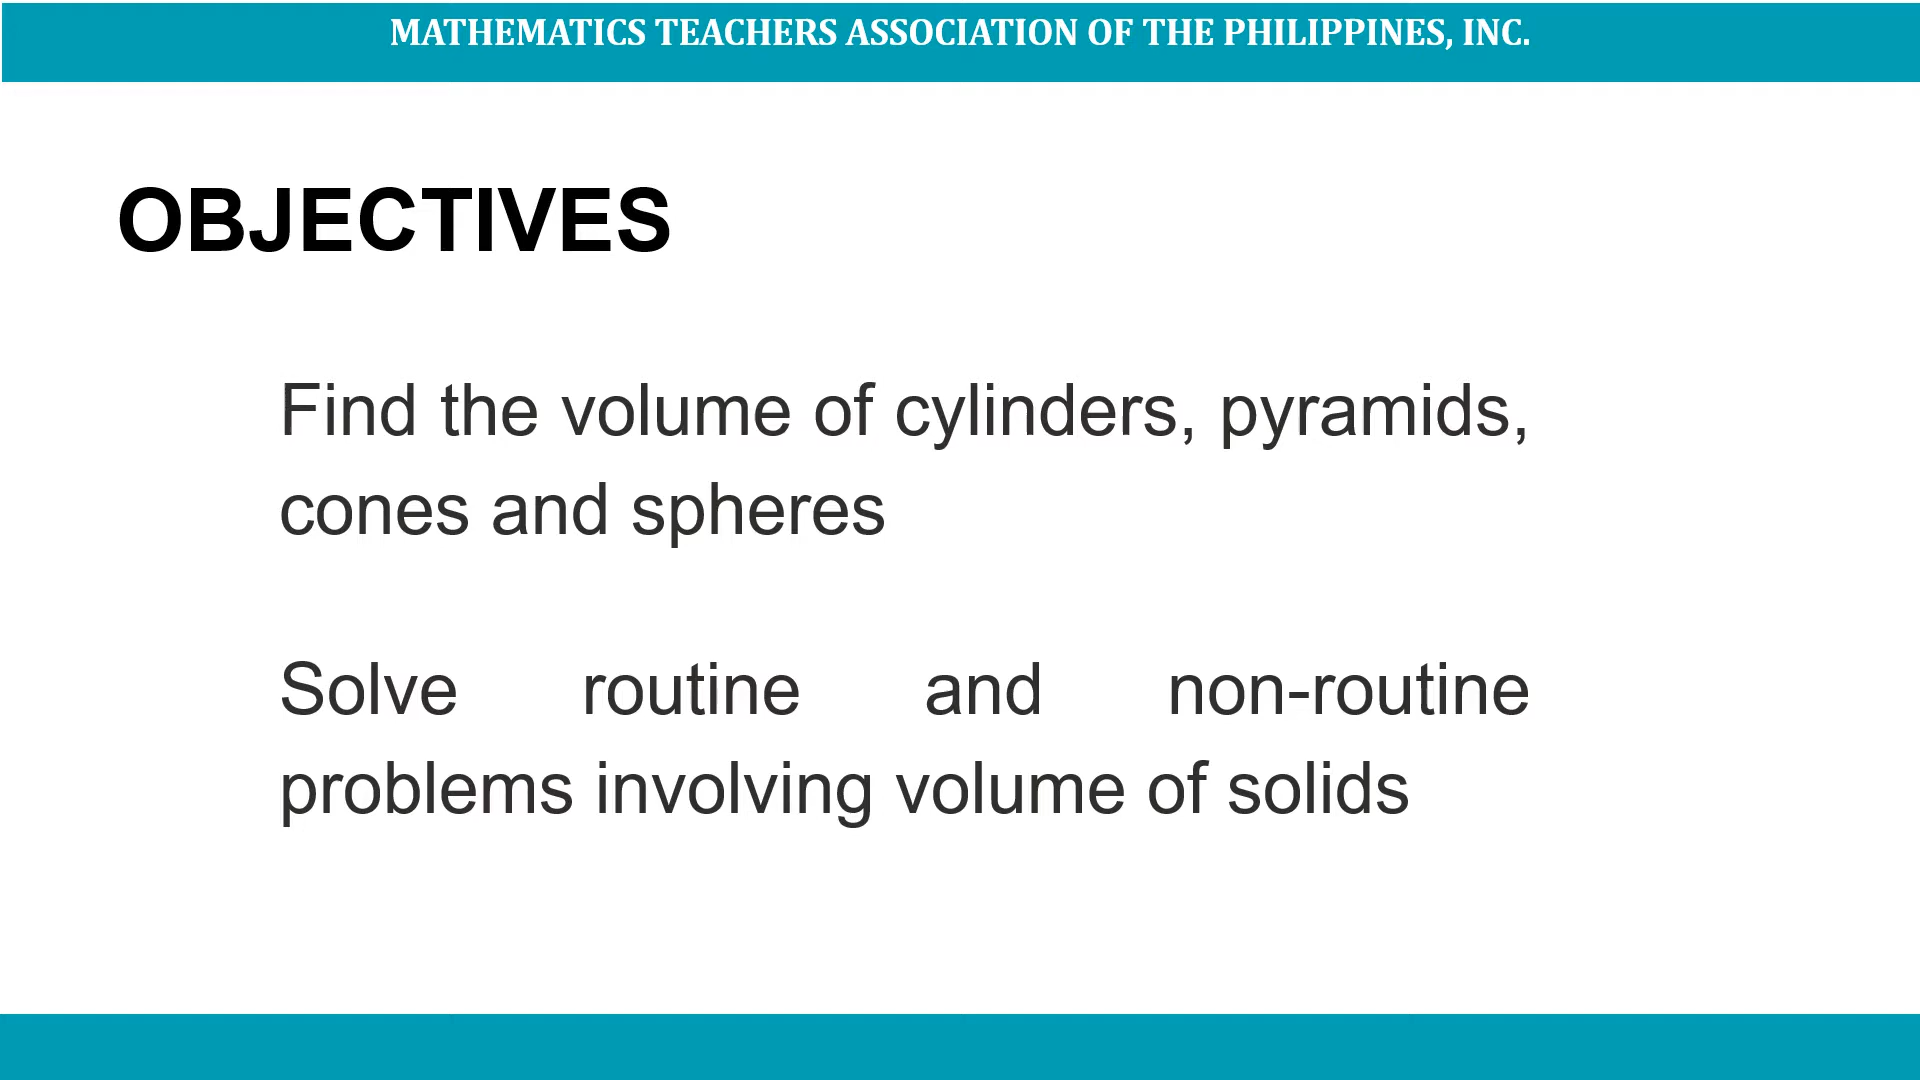 MATHEMATICS TEACHERS ASSOCIATION OF THE PHILIPPINES, INC.
OBJECTIVES
Find the volume of cylinders, pyramids,
cones and spheres
Solve routine and non-routine
problems involving volume of solids